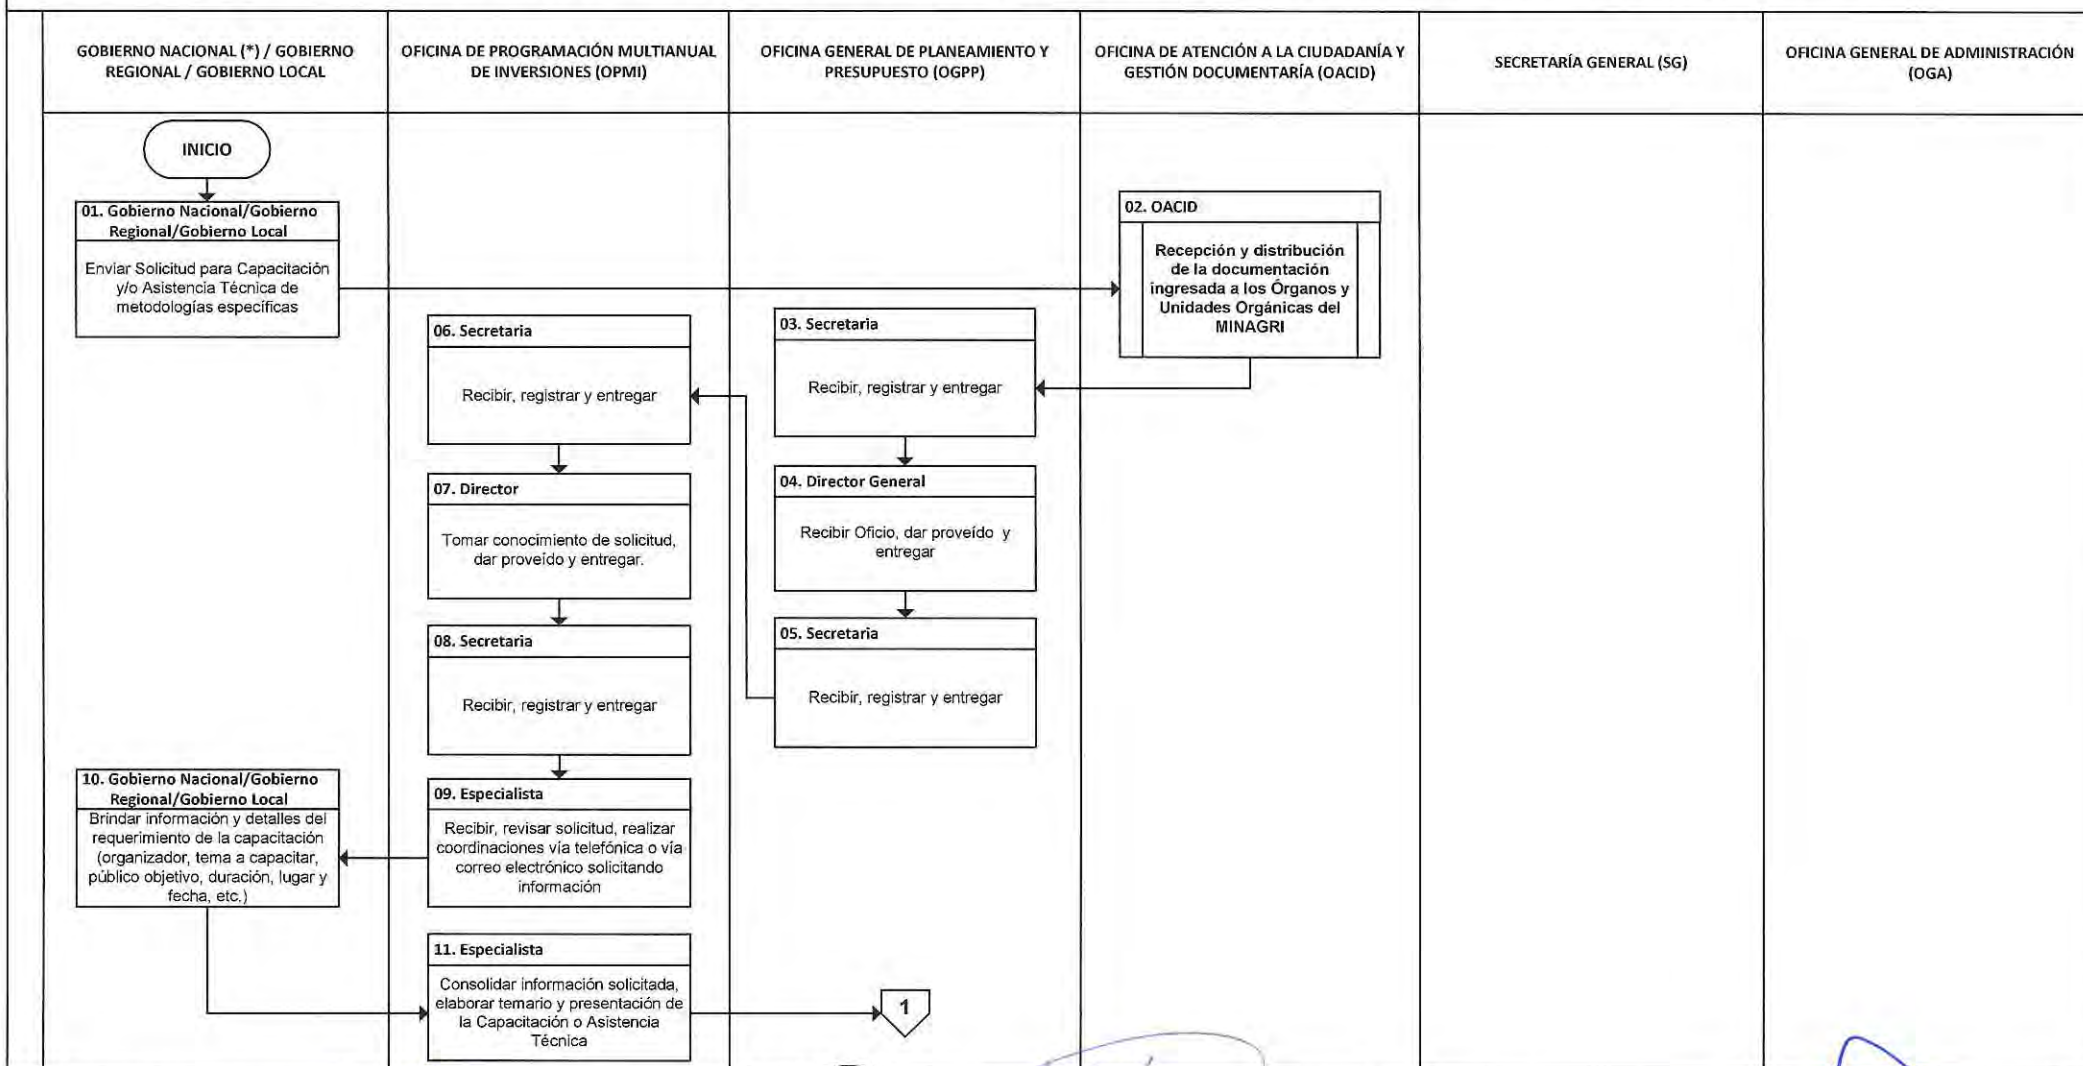 GOBIERNO NACIONAL (*) / GOBIERNO
REGIONAL / GOBIERNO LOCAL
OFICINA DE PROGRAMACIÓN MULTIANUAL
DE INVERSIONES (OPMI)
OFICINA GENERAL DE PLANEAMIENTO Y
PRESUPUESTO (OGPP)
OFICINA DE ATENCIÓN A LA CIUDADANÍA Y
GESTIÓN DOCUMENTARÍA (OACID)
SECRETARÍA GENERAL (SG)
OFICINA GENERAL DE ADMINISTRACIÓN
(OGA)
INICIO
01. Gobierno Nacional/Gobierno
Regional/Gobierno Local
Enviar Solicitud para Capacitación
y/o Asistencia Técnica de
metodologías específicas
02. OACID
Recepción y distribución
de la documentación
ingresada a los Órganos y
Unidades Orgánicas del
MINAGRI
03. Secretaria
Recibir, registrar y entregar
04. Director General
Recibir Oficio, dar proveído y
entregar
05. Secretaria
Recibir, registrar y entregar
06. Secretaria
Recibir, registrar y entregar
07. Director
Tomar conocimiento de solicitud,
dar proveído y entregar.
08. Secretaria
Recibir, registrar y entregar
09. Especialista
Recibir, revisar solicitud, realizar
coordinaciones vía telefónica o vía
correo electrónico solicitando
información
10. Gobierno Nacional/Gobierno
Regional/Gobierno Local
Brindar información y detalles del
requerimiento de la capacitación
(organizador, tema a capacitar,
público objetivo, duración, lugar y
fecha, etc.)
11. Especialista
Consolidar información solicitada,
elaborar temario y presentación de
la Capacitación o Asistencia
Técnica
1